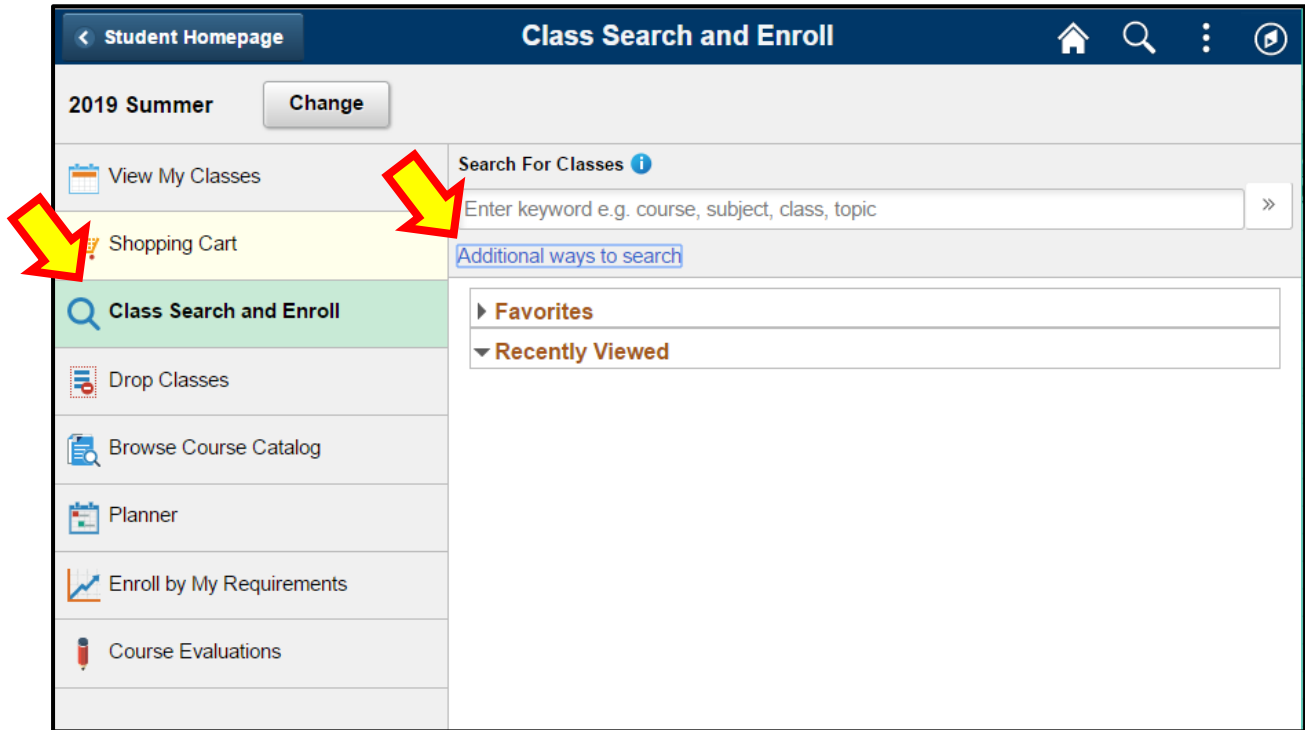 Student Homepage
Class Search and Enroll
2019 Summer
Change
View My Classes
Shopping Cart
Class Search and Enroll
Drop Classes
Browse Course Catalog
Planner
Enroll by My Requirements
Course Evaluations
Search For Classes
Enter keyword e.g. course, subject, class, topic
Additional ways to search
Favorites
Recently Viewed